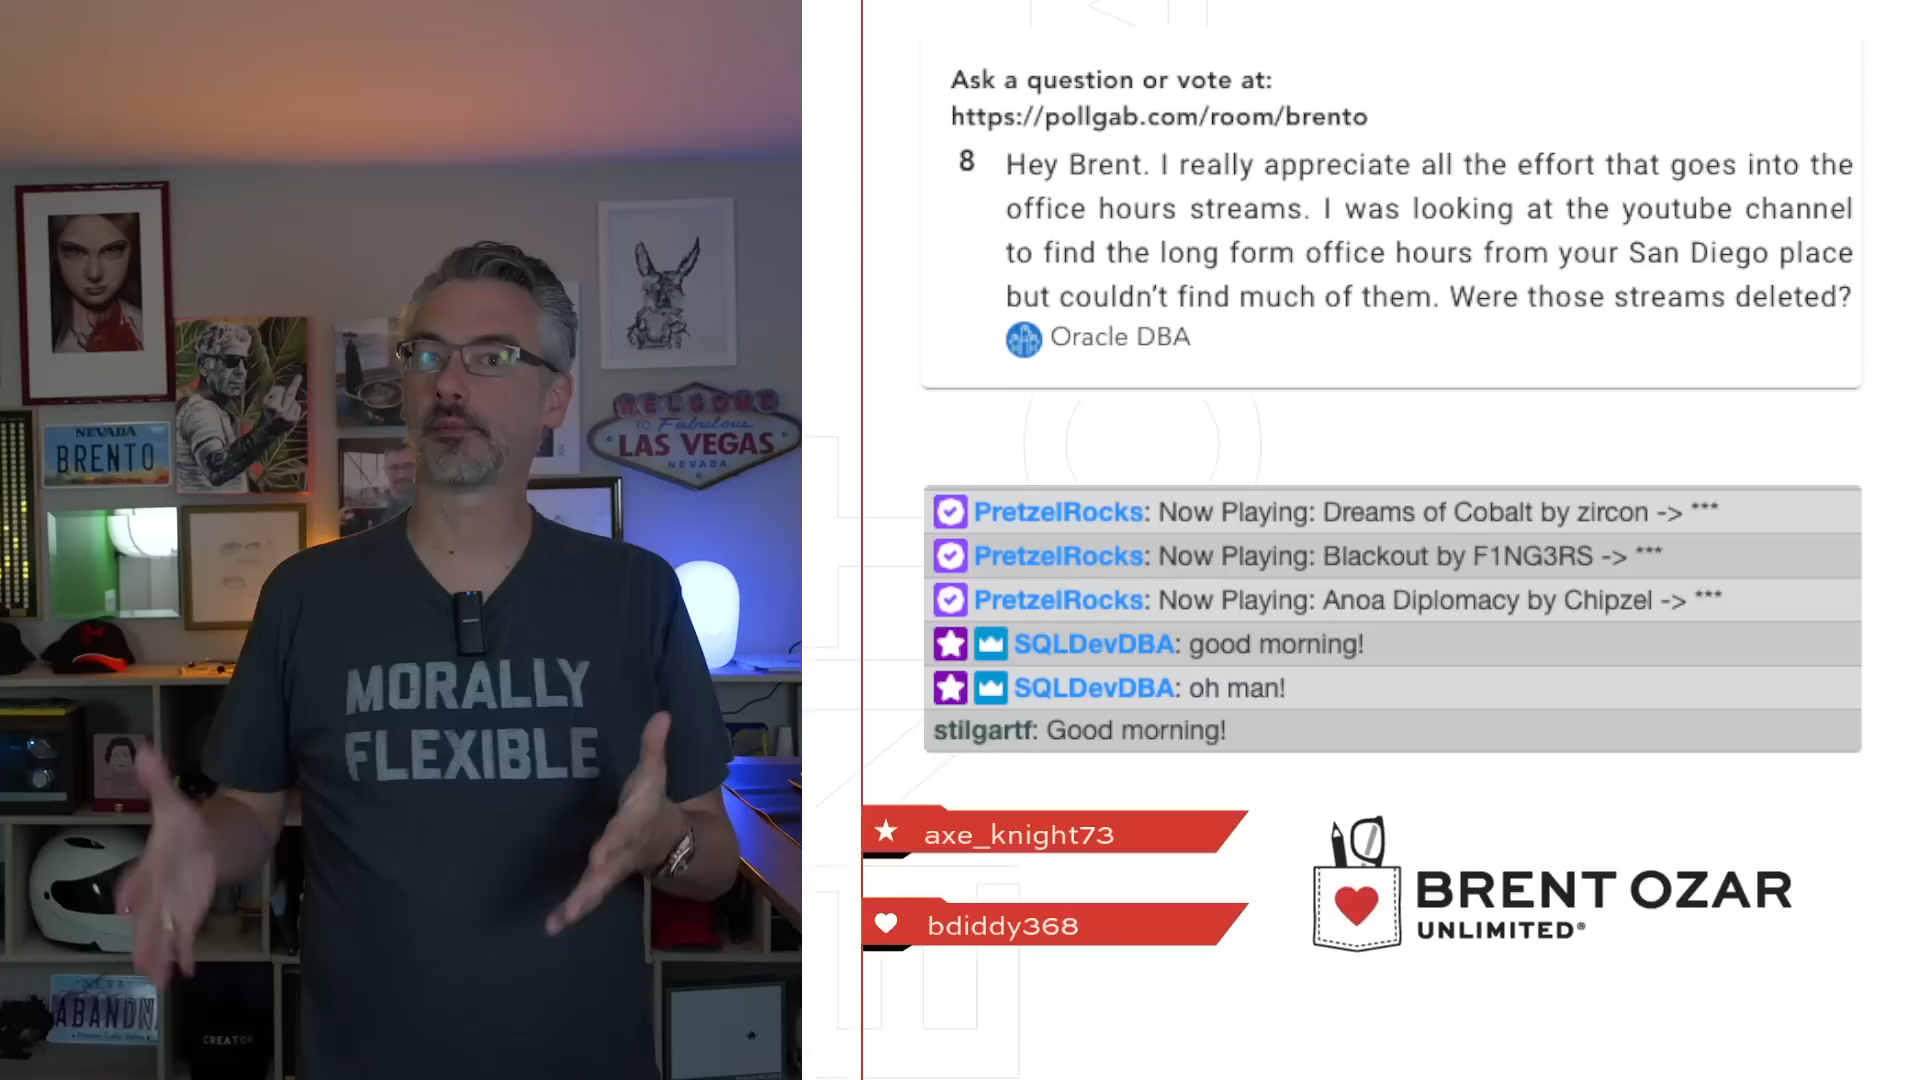 Ask a question or vote at:
https://pollgab.com/room/brento
8 Hey Brent. I really appreciate all the effort that goes into the
office hours streams. I was looking at the youtube channel
to find the long form office hours from your San Diego place
but couldn't find much of them. Were those streams deleted?
Oracle DBA
PretzelRocks: Now Playing: Dreams of Cobalt by zircon -> ***
PretzelRocks: Now Playing: Blackout by F1NG3RS -> ***
PretzelRocks: Now Playing: Anoa Diplomacy by Chipzel -> ***
SQLDevDBA: good morning!
SQLDevDBA: oh man!
stilgartf: Good morning!
axe_knight73
bdiddy368
BRENT OZAR
UNLIMITED®
NEVADA
BRENTO
WELCOME
TO Fabulous
LAS VEGAS
NEVADA
MORALLY
FLEXIBLE
ABANDN
CREATOR